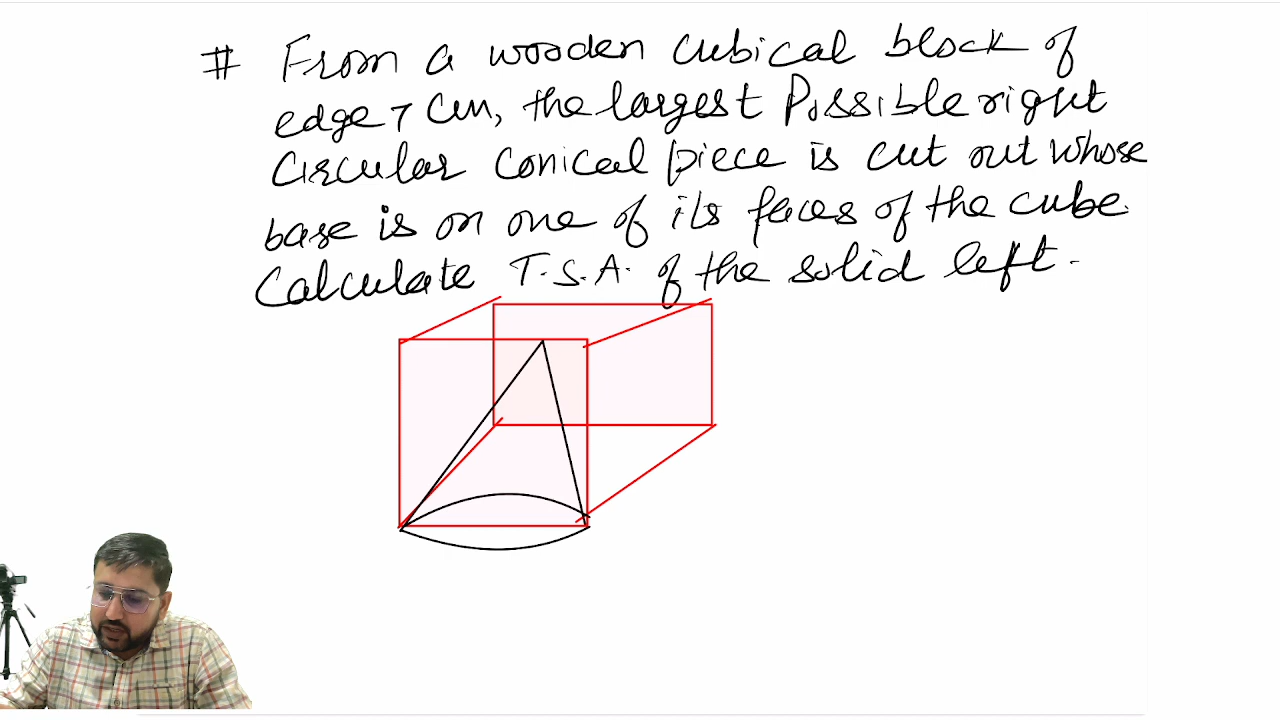 # From a wooden cubical block of
edge 7 cm, the largest Possible right
Circular Conical piece is cut out whose
base is on one of its faces of the cube.
Calculate T.S.A. of the solid left.